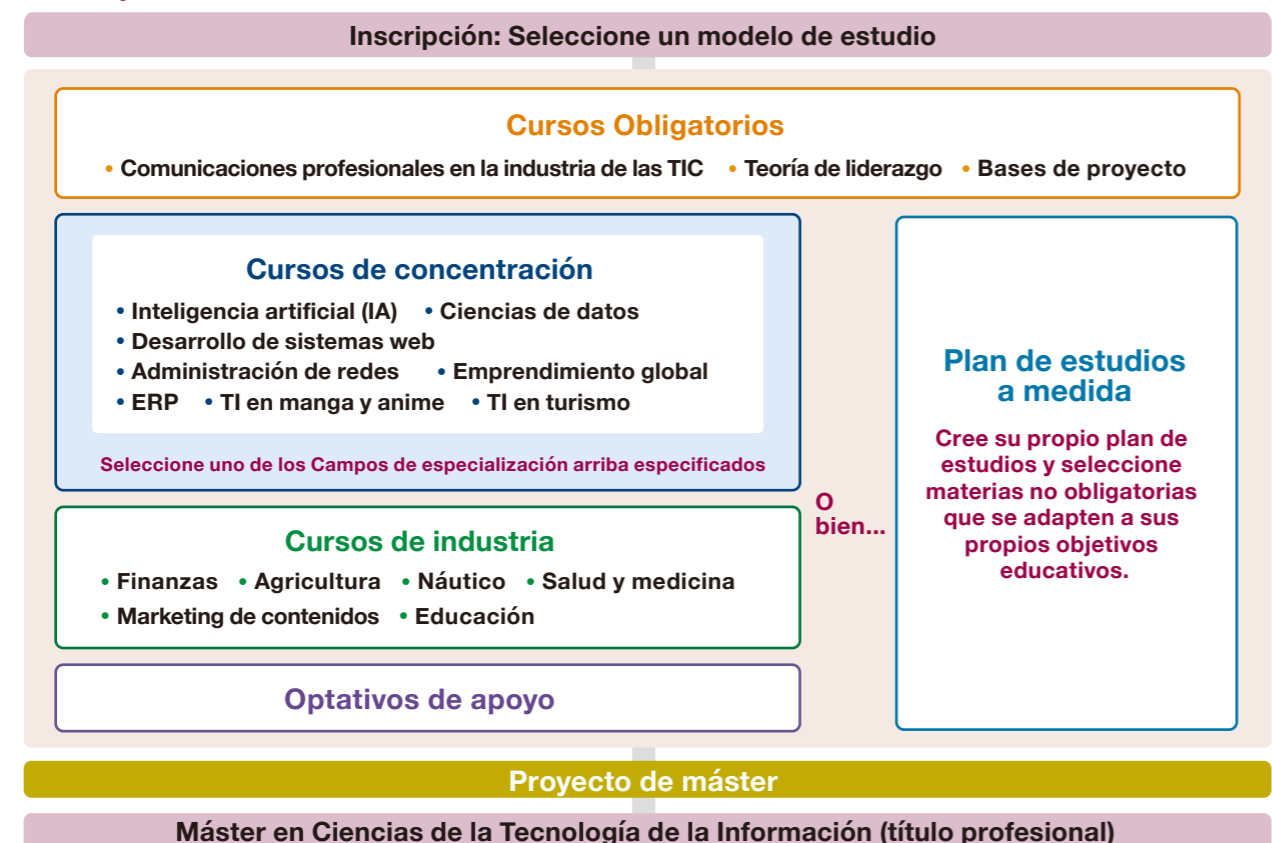 Inscripción: Seleccione un modelo de estudio
Cursos Obligatorios
• Comunicaciones profesionales en la industria de las TIC • Teoría de liderazgo • Bases de proyecto
Cursos de concentración
• Inteligencia artificial (IA) • Ciencias de datos
• Desarrollo de sistemas web
• Administración de redes • Emprendimiento global
• ERP • TI en manga y anime • TI en turismo
Seleccione uno de los Campos de especialización arriba especificados
Cursos de industria
• Finanzas • Agricultura • Náutico • Salud y medicina
• Marketing de contenidos • Educación
Optativos de apoyo
O
bien...
Plan de estudios
a medida
Cree su propio plan de
estudios y seleccione
materias no obligatorias
que se adapten a sus
propios objetivos
educativos.
Proyecto de máster
Máster en Ciencias de la Tecnología de la Información (título profesional)